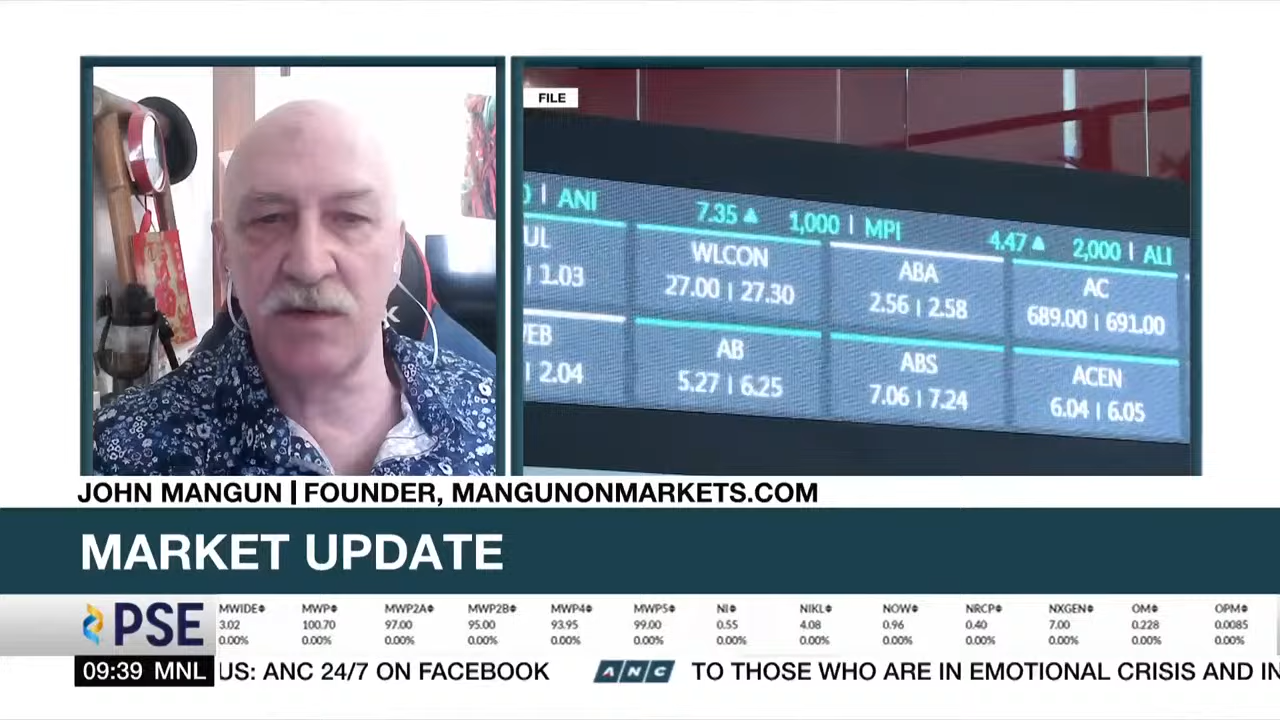 FILE
ANI 7.35 ▲ 1,000 | MPI 4.47 ▲ 2,000 | ALI
UL WLCON ABA AC
| 1.03 27.00 | 27.30 2.56 | 2.58 689.00 | 691.00
EB AB ABS ACEN
| 2.04 5.27 | 6.25 7.06 | 7.24 6.04 | 6.05
K
JOHN MANGUN | FOUNDER, MANGUNONMARKETS.COM
MARKET UPDATE
PSE
MWIDE MWP MWP2A MWP2B MWP4 MWP5 NI NIKL NOW NRCP NXGEN OM OPM
3.02 100.70 97.00 95.00 93.95 99.00 0.55 4.08 0.96 0.40 7.00 0.228 0.0085
0.00% 0.00% 0.00% 0.00% 0.00% 0.00% 0.00% 0.00% 0.00% 0.00% 0.00% 0.00% 0.00%
09:39 MNL US: ANC 24/7 ON FACEBOOK ANC TO THOSE WHO ARE IN EMOTIONAL CRISIS AND IN